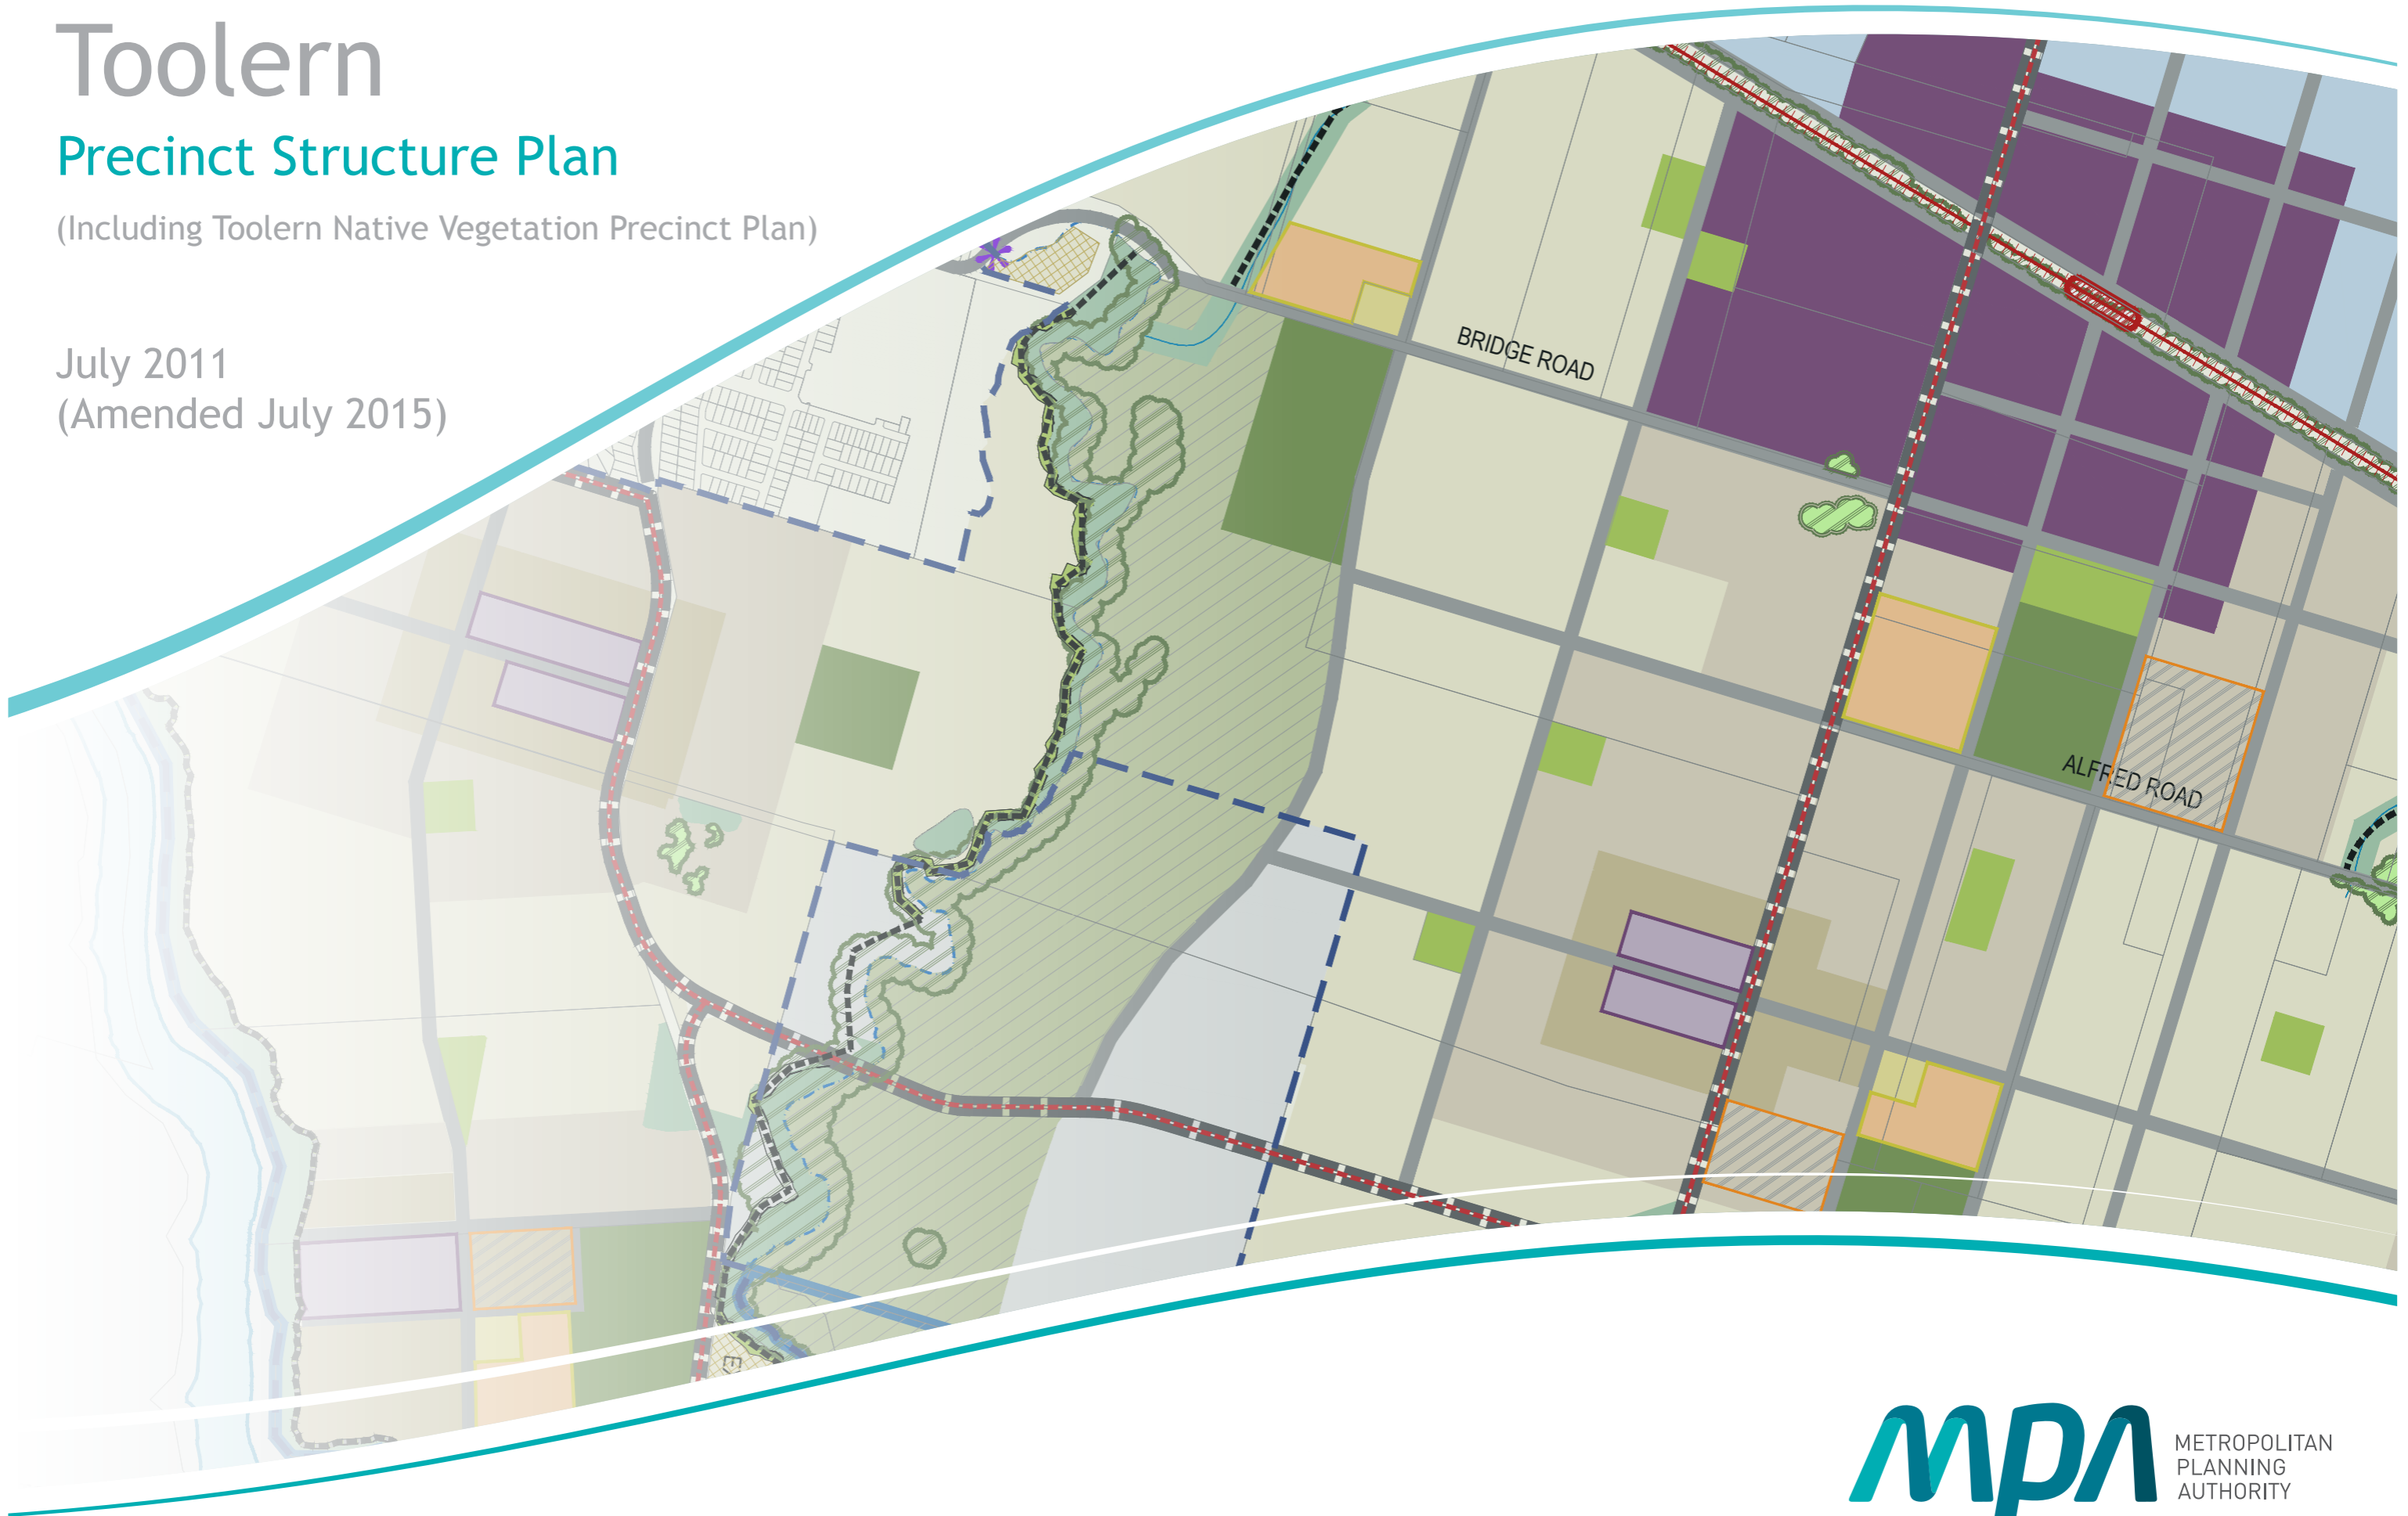 Toolern
Precinct Structure Plan
(Including Toolern Native Vegetation Precinct Plan)
July 2011
(Amended July 2015)
BRIDGE ROAD
ALFRED ROAD
MPA
METROPOLITAN
PLANNING
AUTHORITY